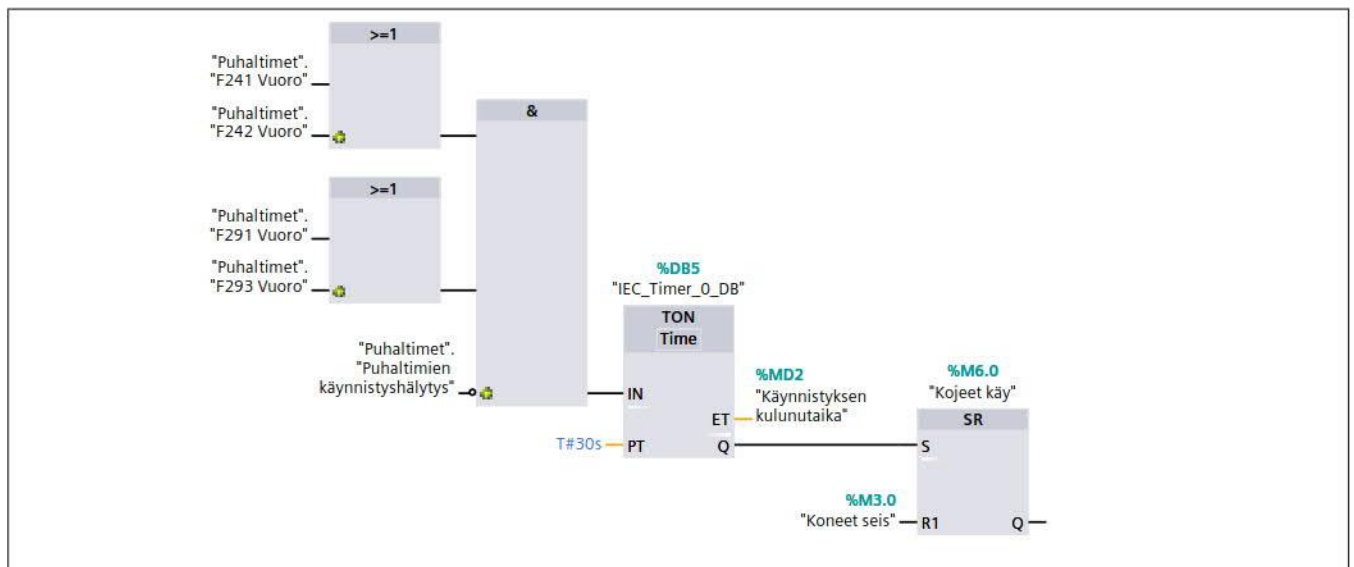 >=1
"Puhaltimet".
"F241 Vuoro"
"Puhaltimet".
"F242 Vuoro"
&
>=1
"Puhaltimet".
"F291 Vuoro"
"Puhaltimet".
"F293 Vuoro"
"Puhaltimet".
"Puhaltimien
käynnistyshälytys"
%DB5
"IEC_Timer_0_DB"
TON
Time
IN
T#30s
PT
ET
Q
%MD2
"Käynnistyksen
kulunutaika"
%M6.0
"Kojeet käy"
SR
S
%M3.0
"Koneet seis"
R1
Q